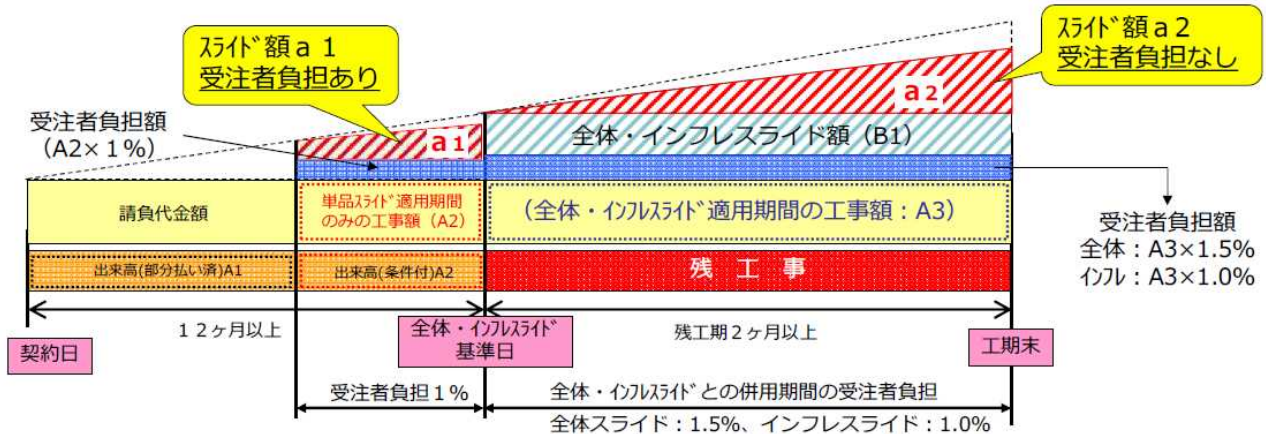 ｽﾗｲﾄﾞ額ａ１
受注者負担あり
ｽﾗｲﾄﾞ額ａ２
受注者負担なし
受注者負担額
（A2×１%）
ａ１
ａ２
全体・インフレスライド額（B1）
請負代金額
単品ｽﾗｲﾄﾞ適用期間
のみの工事額（A2）
（全体・ｲﾝﾌﾚｽﾗｲﾄﾞ適用期間の工事額：A3）
受注者負担額
全体：A3×1.5%
ｲﾝﾌﾚ：A3×1.0%
出来高(部分払い済)A1
出来高(条件付)A2
残 工 事
１２ヶ月以上
残工期２ヶ月以上
契約日
全体・ｲﾝﾌﾚｽﾗｲﾄﾞ
基準日
工期末
受注者負担１%
全体・ｲﾝﾌﾚｽﾗｲﾄﾞとの併用期間の受注者負担
全体スライド：1.5%、インフレスライド：1.0%